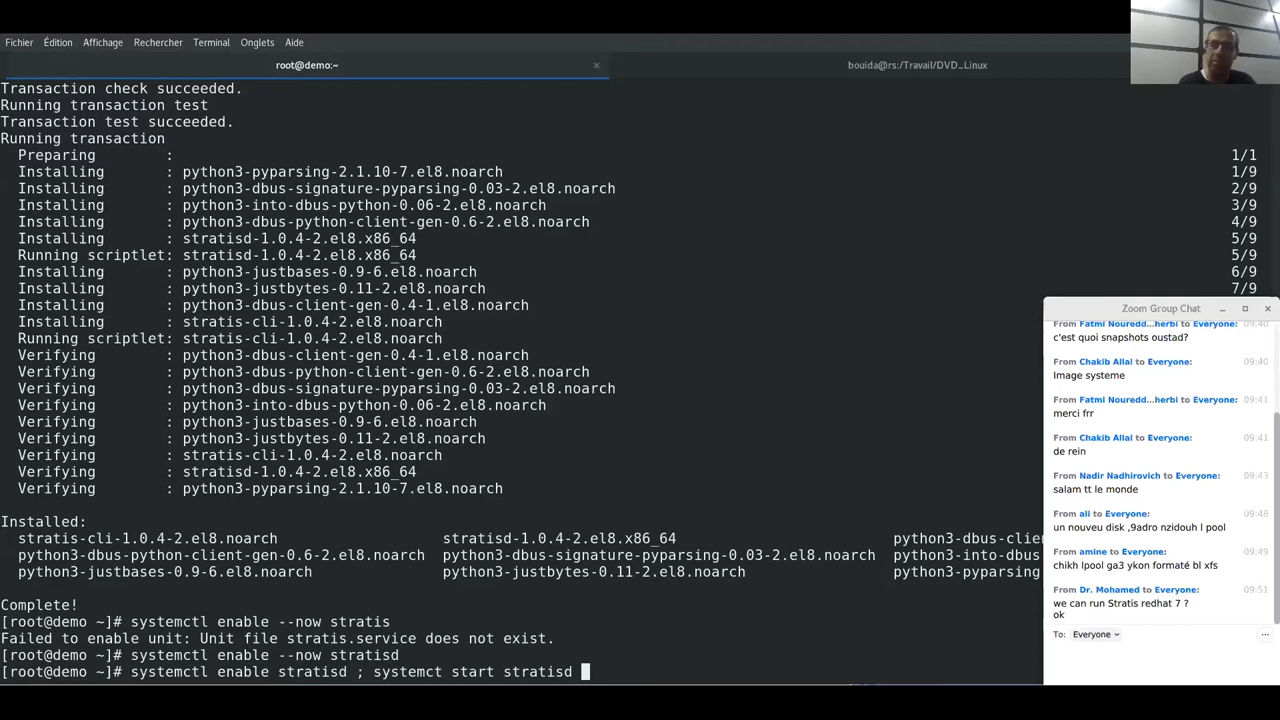 Fichier Édition Affichage Rechercher Terminal Onglets Aide
root@demo:~ ×
bouida@rs:/Travail/DVD_Linux
Transaction check succeeded.
Running transaction test
Transaction test succeeded.
Running transaction
Preparing : 1/1
Installing : python3-pyparsing-2.1.10-7.el8.noarch 1/9
Installing : python3-dbus-signature-pyparsing-0.03-2.el8.noarch 2/9
Installing : python3-into-dbus-python-0.06-2.el8.noarch 3/9
Installing : python3-dbus-python-client-gen-0.6-2.el8.noarch 4/9
Installing : stratisd-1.0.4-2.el8.x86_64 5/9
Running scriptlet: stratisd-1.0.4-2.el8.x86_64 5/9
Installing : python3-justbases-0.9-6.el8.noarch 6/9
Installing : python3-justbytes-0.11-2.el8.noarch 7/9
Installing : python3-dbus-client-gen-0.4-1.el8.noarch
Installing : stratis-cli-1.0.4-2.el8.noarch
Running scriptlet: stratis-cli-1.0.4-2.el8.noarch
Verifying : python3-dbus-client-gen-0.4-1.el8.noarch
Verifying : python3-dbus-python-client-gen-0.6-2.el8.noarch
Verifying : python3-dbus-signature-pyparsing-0.03-2.el8.noarch
Verifying : python3-into-dbus-python-0.06-2.el8.noarch
Verifying : python3-justbases-0.9-6.el8.noarch
Verifying : python3-justbytes-0.11-2.el8.noarch
Verifying : stratis-cli-1.0.4-2.el8.noarch
Verifying : stratisd-1.0.4-2.el8.x86_64
Verifying : python3-pyparsing-2.1.10-7.el8.noarch
Installed:
stratis-cli-1.0.4-2.el8.noarch stratisd-1.0.4-2.el8.x86_64 python3-dbus-clie
python3-dbus-python-client-gen-0.6-2.el8.noarch python3-dbus-signature-pyparsing-0.03-2.el8.noarch python3-into-dbus
python3-justbases-0.9-6.el8.noarch python3-justbytes-0.11-2.el8.noarch python3-pyparsing
Complete!
[root@demo ~]# systemctl enable --now stratis
Failed to enable unit: Unit file stratis.service does not exist.
[root@demo ~]# systemctl enable --now stratisd
[root@demo ~]# systemctl enable stratisd ; systemct start stratisd
Zoom Group Chat
From Fatmi Nouredd...herbi to Everyone: 09:40
c'est quoi snapshots oustad?
From Chakib Allal to Everyone: 09:40
Image systeme
From Fatmi Nouredd...herbi to Everyone: 09:41
merci frr
From Chakib Allal to Everyone: 09:41
de rein
From Nadir Nadhirovich to Everyone: 09:43
salam tt le monde
From ali to Everyone: 09:48
un nouveu disk ,9adro nzidouh l pool
From amine to Everyone: 09:49
chikh lpool ga3 ykon formaté bl xfs
From Dr. Mohamed to Everyone: 09:51
we can run Stratis redhat 7 ?
ok
To: Everyone ...